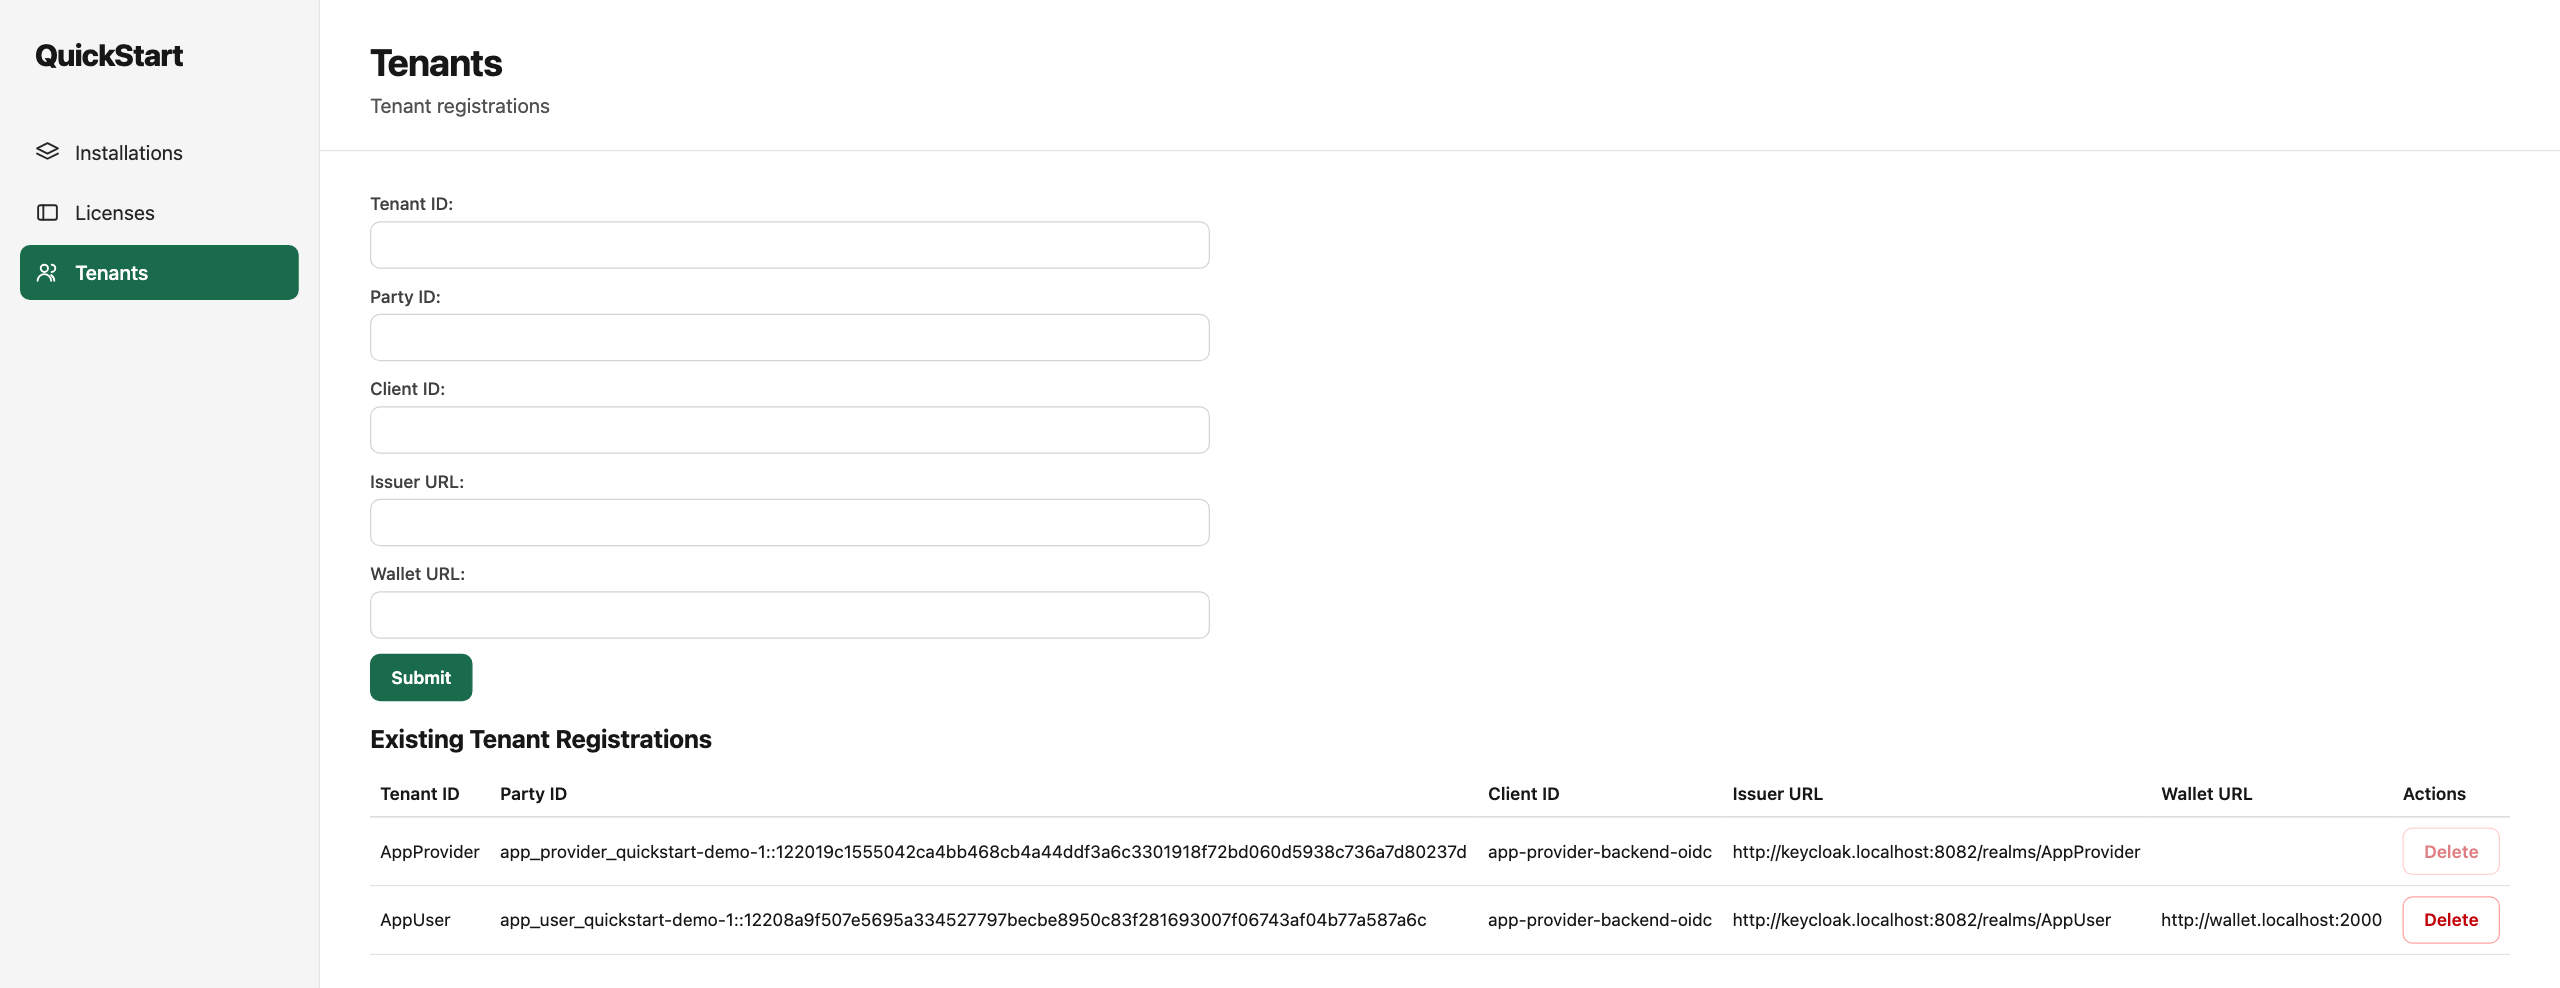 QuickStart
Installations
Licenses
Tenants
Tenants
Tenant registrations
Tenant ID:
Party ID:
Client ID:
Issuer URL:
Wallet URL:
Submit
Existing Tenant Registrations
Tenant ID Party ID Client ID Issuer URL Wallet URL Actions
AppProvider app_provider_quickstart-demo-1::122019c1555042ca4bb468cb4a44ddf3a6c3301918f72bd060d5938c736a7d80237d app-provider-backend-oidc http://keycloak.localhost:8082/realms/AppProvider Delete
AppUser app_user_quickstart-demo-1::12208a9f507e5695a334527797becbe8950c83f281693007f06743af04b77a587a6c app-provider-backend-oidc http://keycloak.localhost:8082/realms/AppUser http://wallet.localhost:2000 Delete